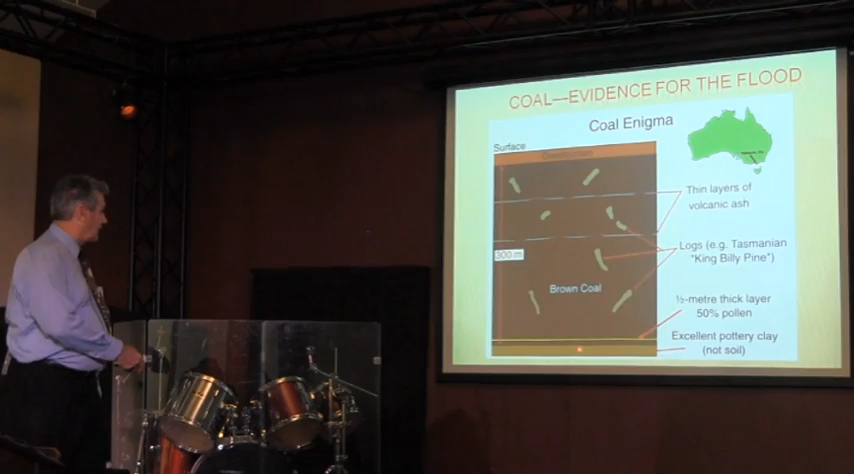 COAL—EVIDENCE FOR THE FLOOD
Coal Enigma
Surface
Overburden
Thin layers of
volcanic ash
300 m
Logs (e.g. Tasmanian
"King Billy Pine")
Brown Coal
½-metre thick layer
50% pollen
Excellent pottery clay
(not soil)